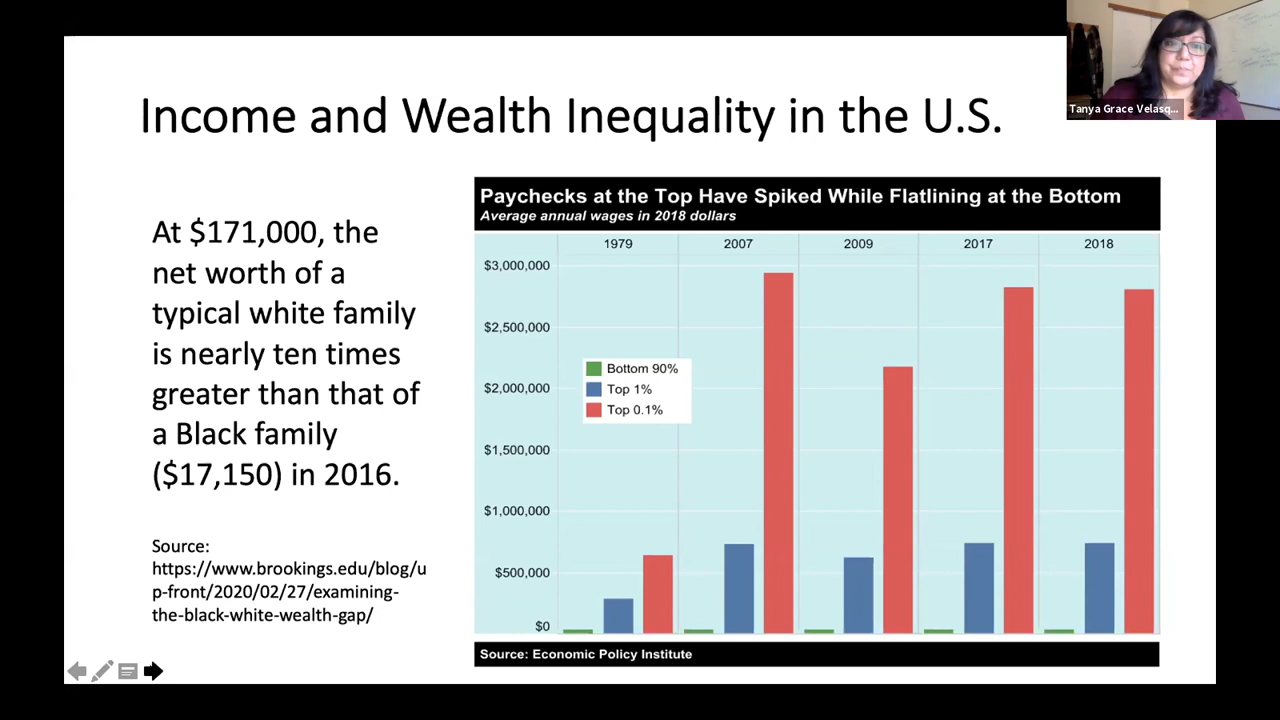 Tanya Grace Velasq...
Income and Wealth Inequality in the U.S.
At $171,000, the
net worth of a
typical white family
is nearly ten times
greater than that of
a Black family
($17,150) in 2016.
Source:
https://www.brookings.edu/blog/u
p-front/2020/02/27/examining-
the-black-white-wealth-gap/
Paychecks at the Top Have Spiked While Flatlining at the Bottom
Average annual wages in 2018 dollars
1979 2007 2009 2017 2018
$3,000,000
$2,500,000
$2,000,000
$1,500,000
$1,000,000
$500,000
$0
Bottom 90%
Top 1%
Top 0.1%
Source: Economic Policy Institute